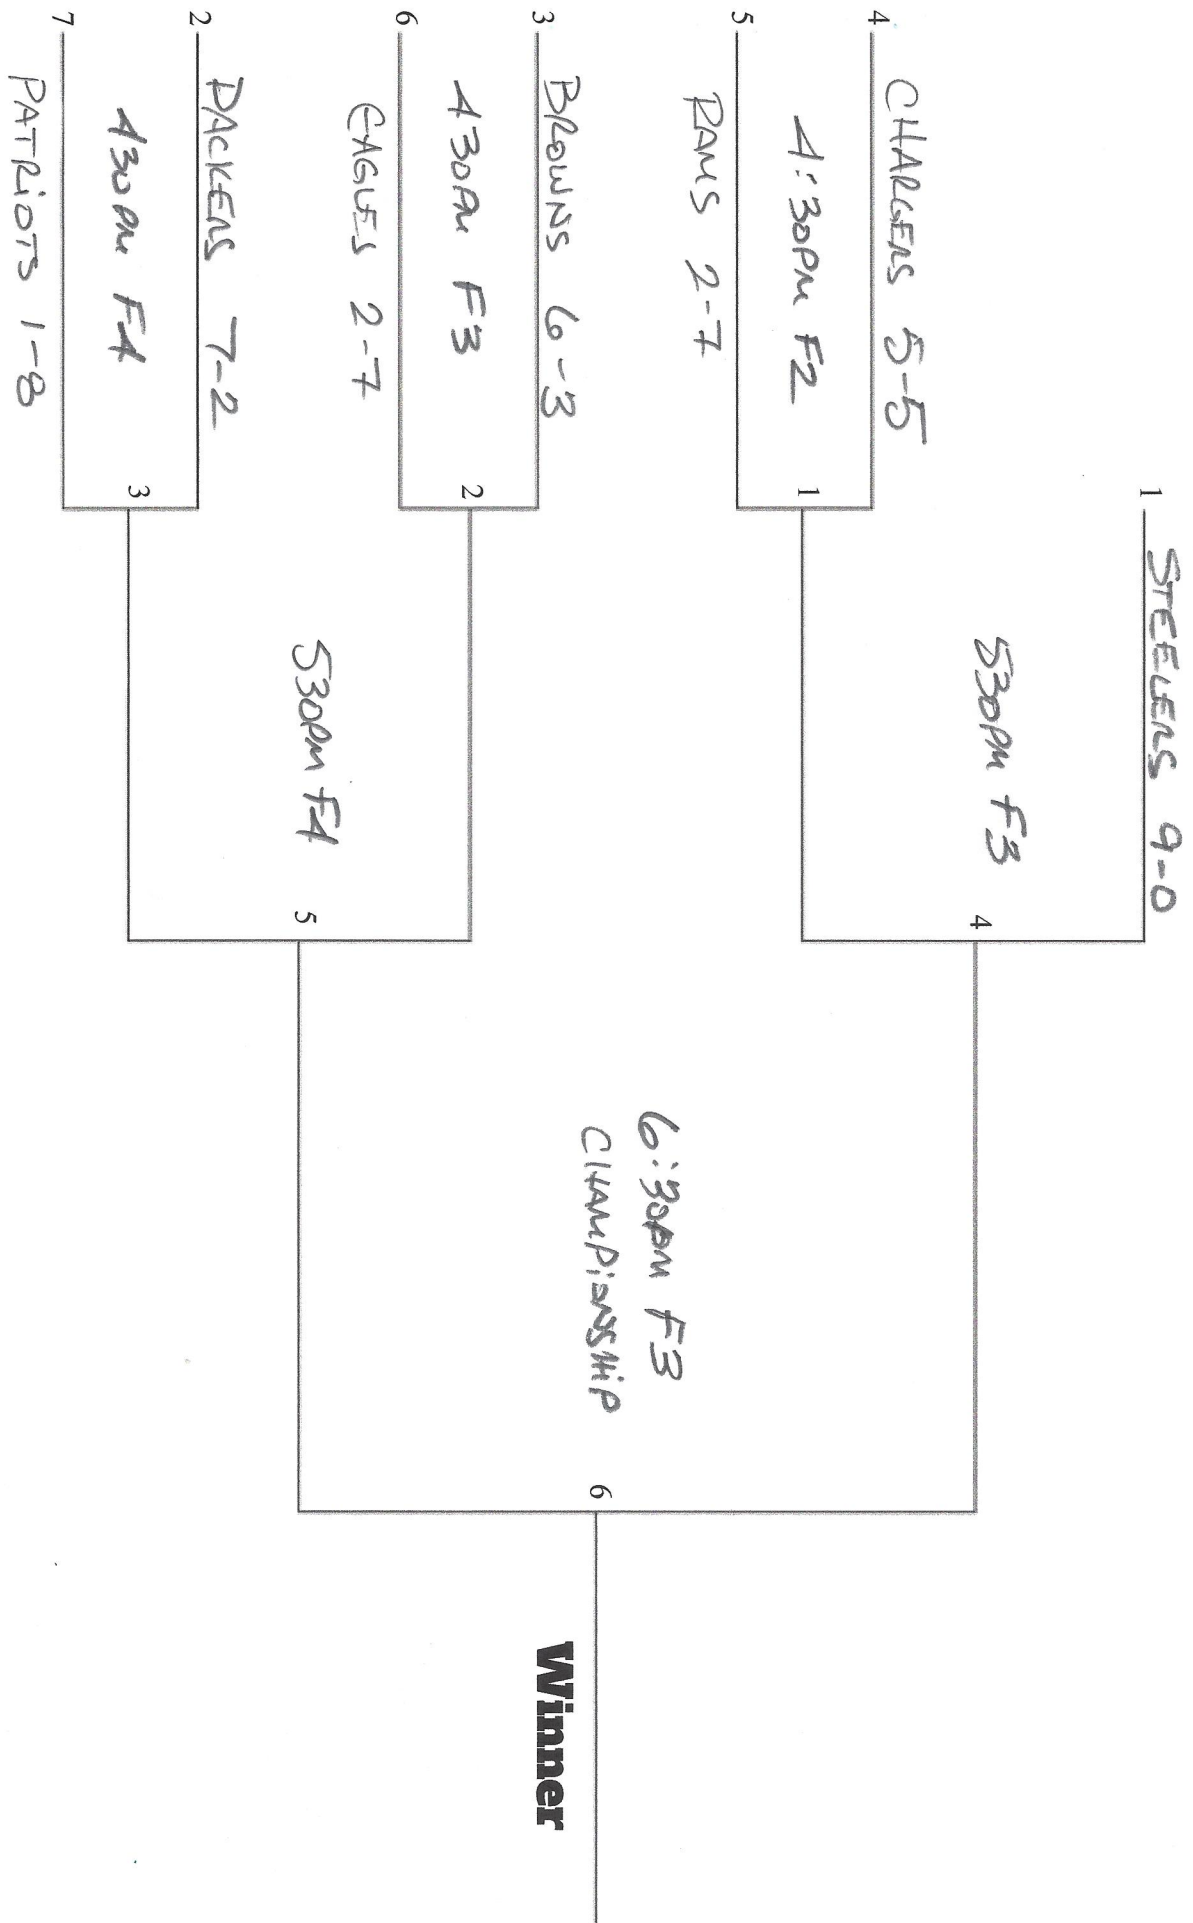 1 STEELERS 9-0
530PM F3
4
4 CHARGERS 5-5
4:30PM F2
1
5 RAMS 2-7
6:30PM F3
CHAMPIONSHIP
6
Winner
3 BROWNS 6-3
430PM F3
2
6 EAGLES 2-7
530PM F4
5
2 PACKERS 7-2
430PM F4
3
7 PATRIOTS 1-8